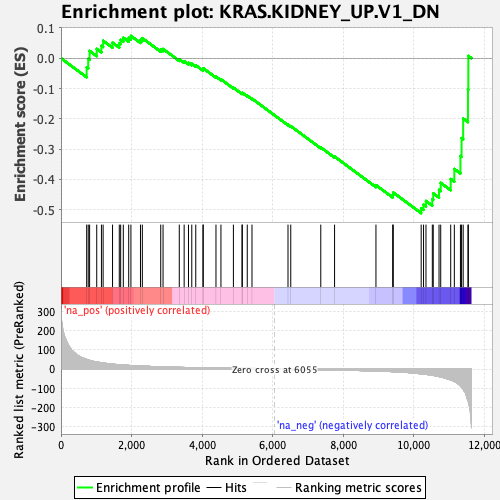 Enrichment plot: KRAS.KIDNEY_UP.V1_DN
Enrichment score (ES)
0.1
0.0
-0.1
-0.2
-0.3
-0.4
-0.5
'na_pos' (positively correlated)
Ranked list metric (PreRanked)
300
200
100
0
-100
-200
-300
Zero cross at 6055
'na_neg' (negatively correlated)
0
2,000
4,000
6,000
8,000
10,000
12,000
Rank in Ordered Dataset
Enrichment profile
Hits
Ranking metric scores